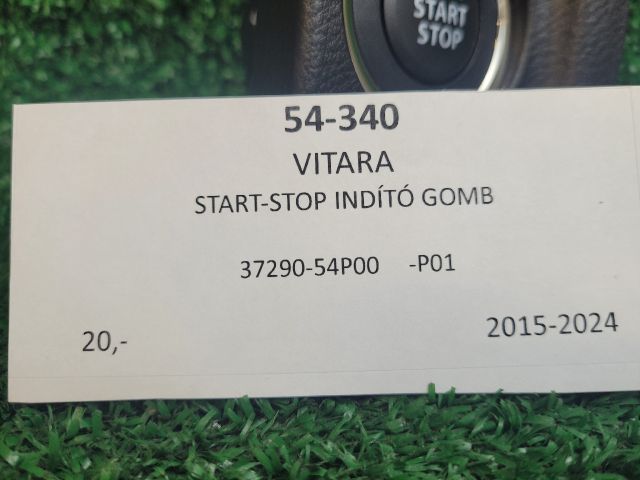 START
STOP
54-340
VITARA
START-STOP INDÍTÓ GOMB
37290-54P00 -P01
20,-
2015-2024